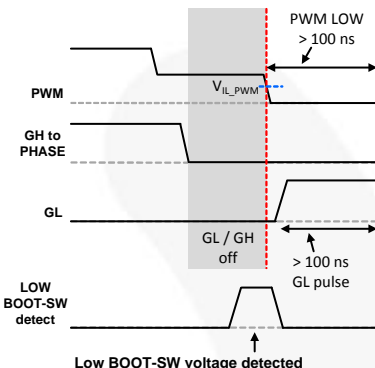 PWM LOW
> 100 ns
VIL_PWM
PWM
GH to
PHASE
GL
GL / GH
off
> 100 ns
GL pulse
LOW
BOOT-SW
detect
Low BOOT-SW voltage detected